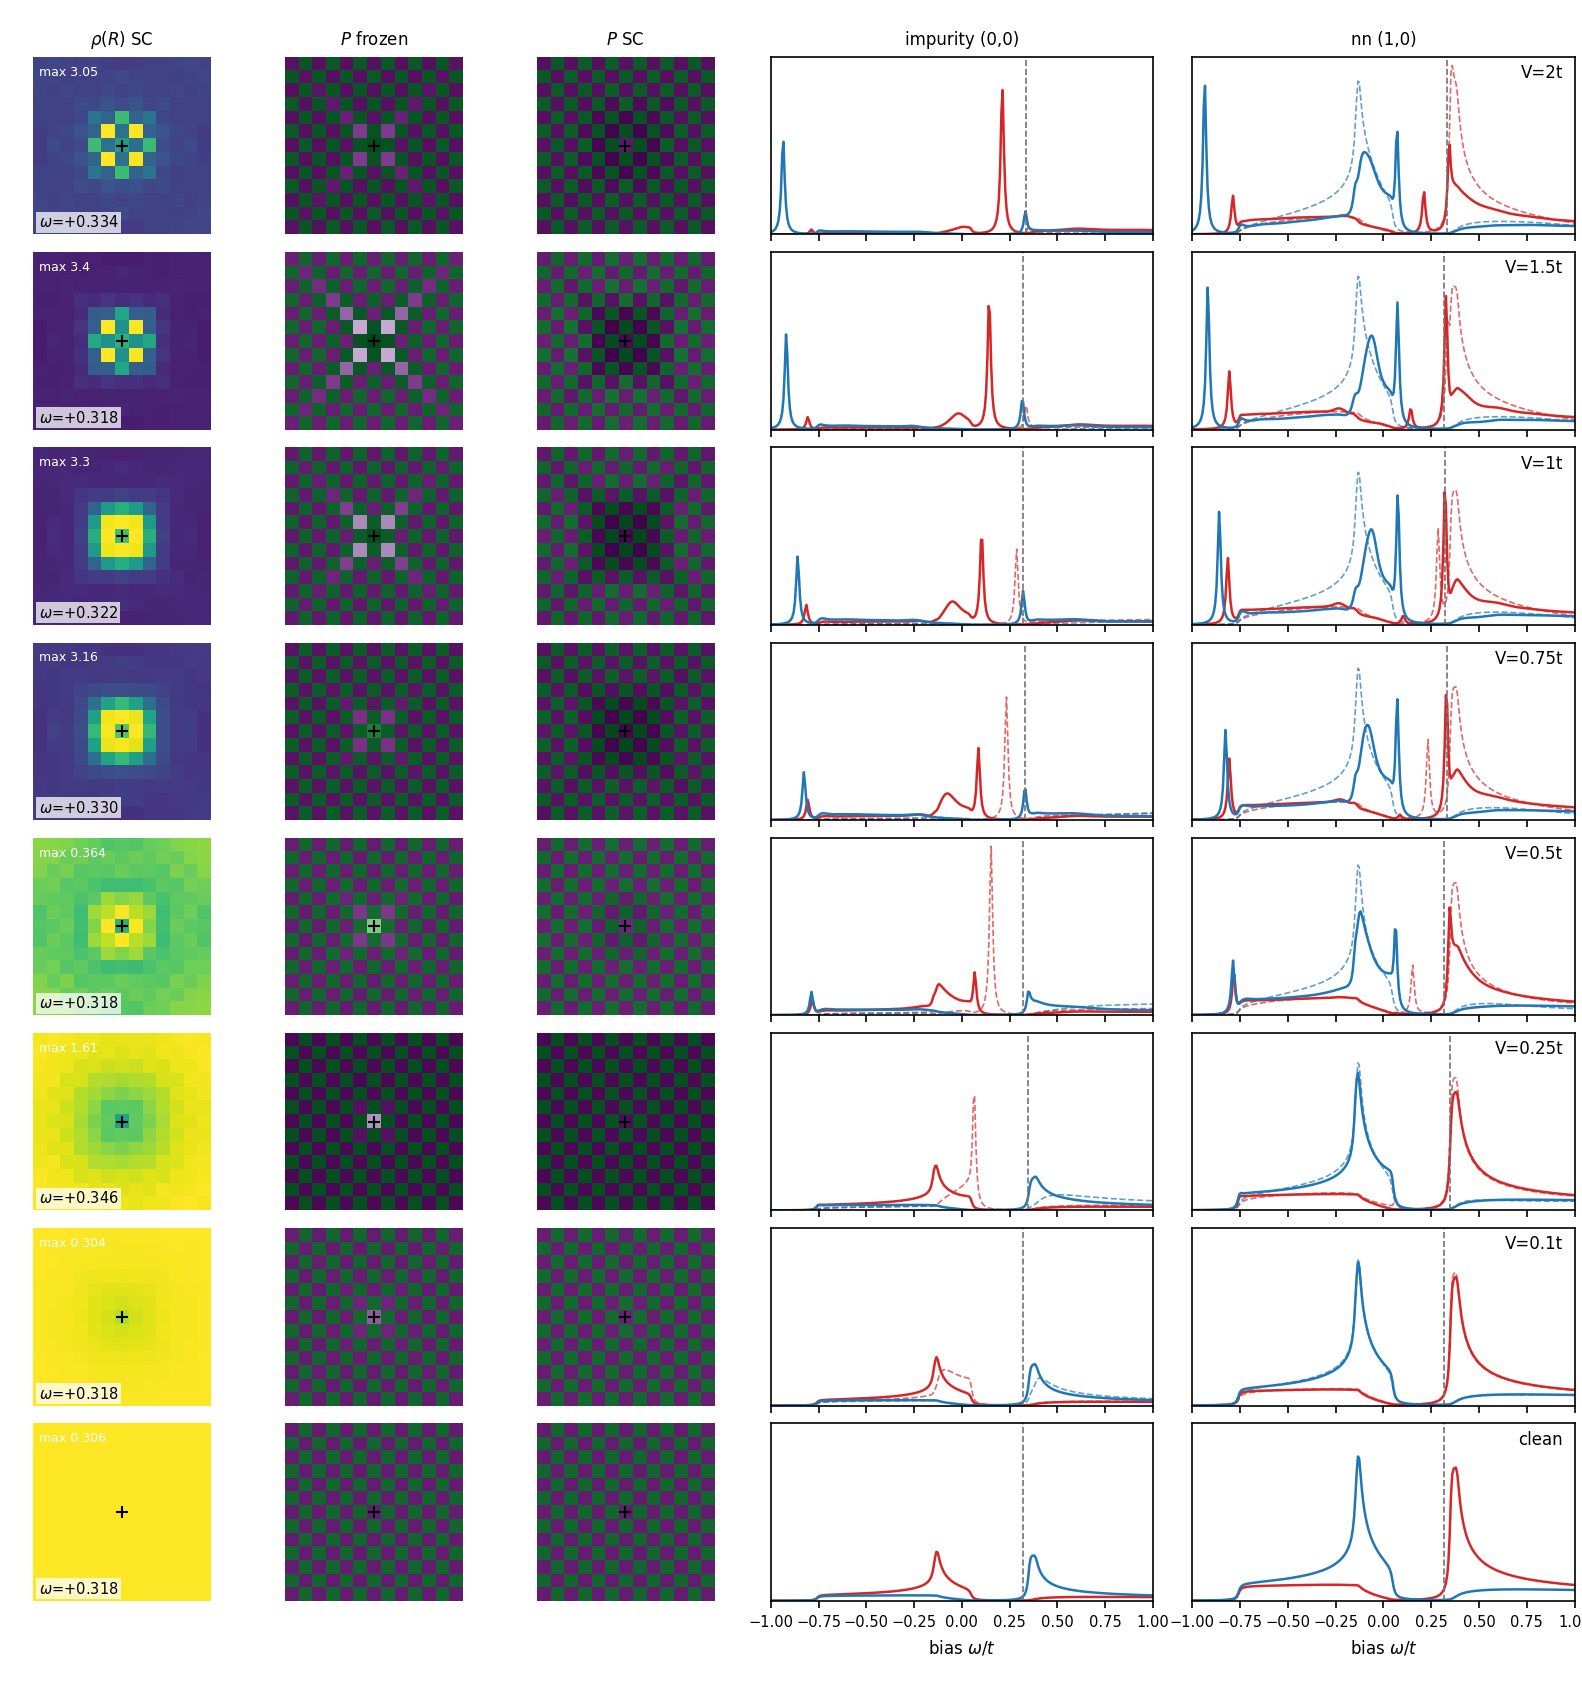 ρ(R) SC
P frozen
P SC
impurity (0,0)
nn (1,0)
max 3.05
ω=+0.334
V=2t
max 3.4
ω=+0.318
V=1.5t
max 3.3
ω=+0.322
V=1t
max 3.16
ω=+0.330
V=0.75t
max 0.364
ω=+0.318
V=0.5t
max 1.61
ω=+0.346
V=0.25t
max 0.304
ω=+0.318
V=0.1t
max 0.306
ω=+0.318
clean
−1.00 −0.75 −0.50 −0.25 0.00 0.25 0.50 0.75 1.00
−1.00 −0.75 −0.50 −0.25 0.00 0.25 0.50 0.75 1.0
bias ω/t
bias ω/t